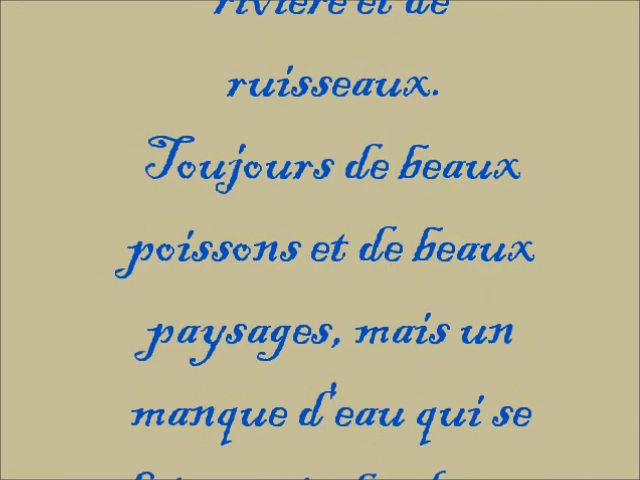 rivière et de
ruisseaux.
Toujours de beaux
poissons et de beaux
paysages, mais un
manque d'eau qui se